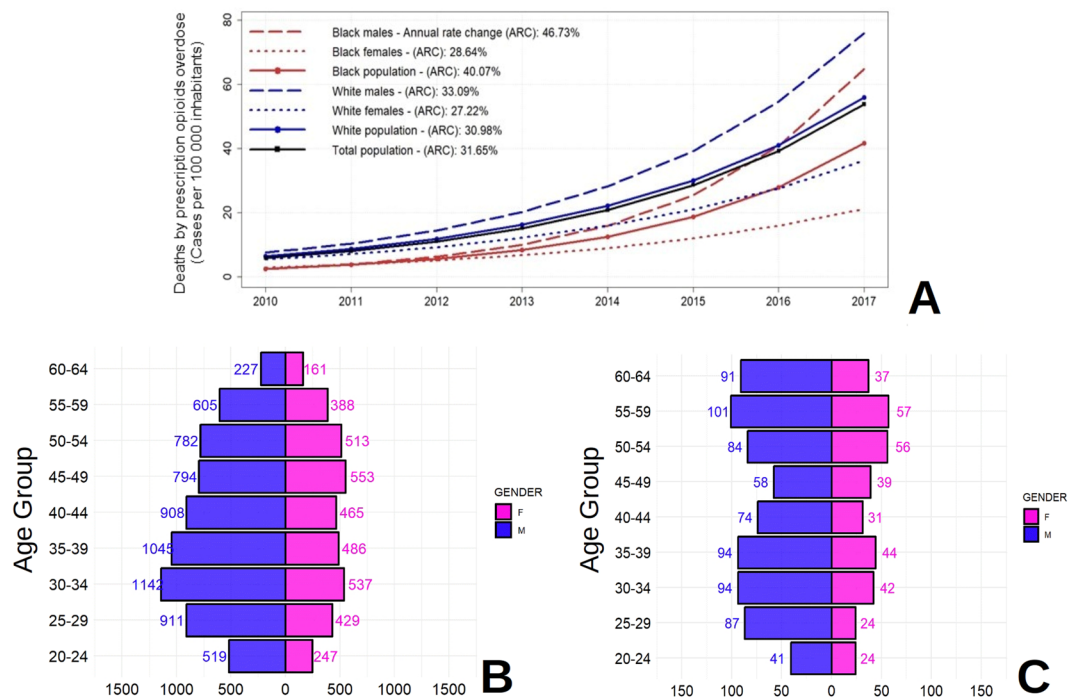 Deaths by prescription opioids overdose
(Cases per 100 000 inhabitants)
80
60
40
20
0
Black males - Annual rate change (ARC): 46.73%
Black females - (ARC): 28.64%
Black population - (ARC): 40.07%
White males - (ARC): 33.09%
White females - (ARC): 27.22%
White population - (ARC): 30.98%
Total population - (ARC): 31.65%
2010 2011 2012 2013 2014 2015 2016 2017
A
Age Group
60-64 227 161
55-59 605 388
50-54 782 513
45-49 794 553
40-44 908 465
35-39 1045 486
30-34 1142 537
25-29 911 429
20-24 519 247
1500 1000 500 0 500 1000 1500
GENDER
F
M
B
Age Group
60-64 91 37
55-59 101 57
50-54 84 56
45-49 58 39
40-44 74 31
35-39 94 44
30-34 94 42
25-29 87 24
20-24 41 24
150 100 50 0 50 100 150
GENDER
F
M
C